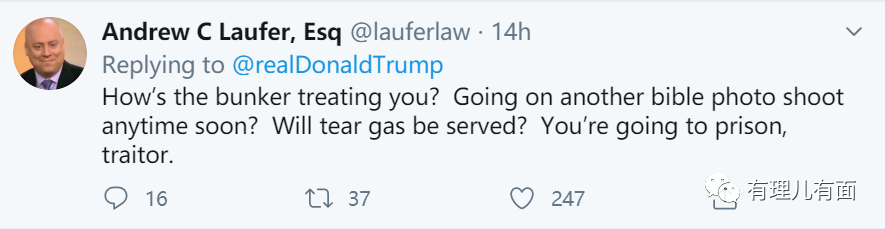 Andrew C Laufer, Esq @lauferlaw · 14h
Replying to @realDonaldTrump
How's the bunker treating you?  Going on another bible photo shoot
anytime soon?  Will tear gas be served?  You're going to prison,
traitor.
16 37 247
有理儿有面